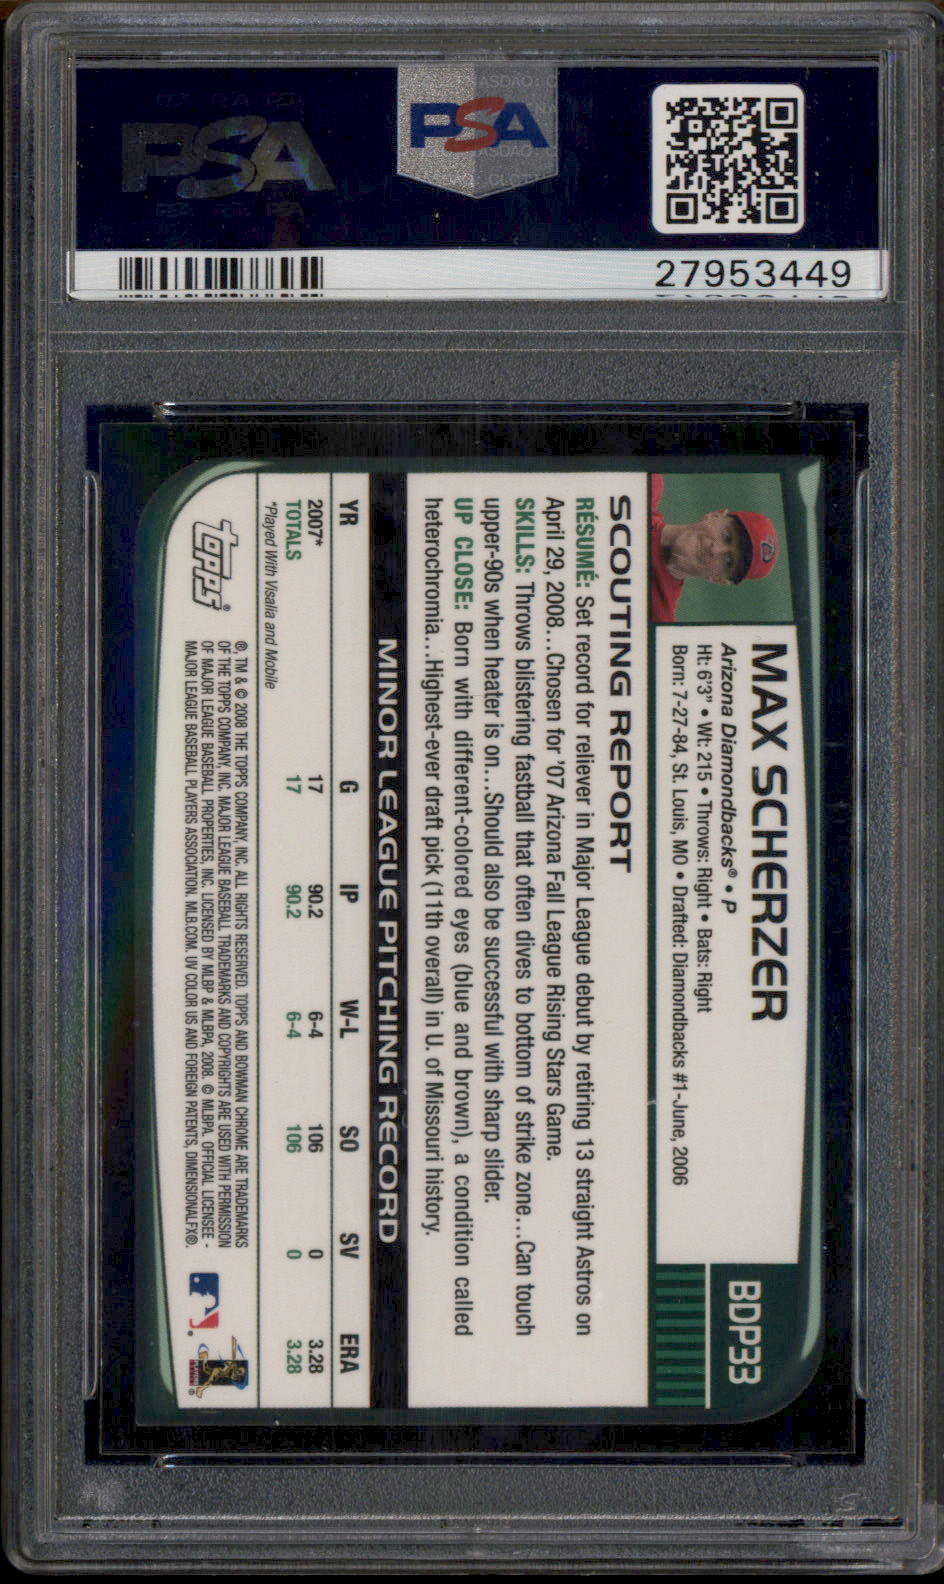 PSA
PSA
27953449
BDP33
MAX SCHERZER
Arizona Diamondbacks® • P
Ht: 6'3" • Wt: 215 • Throws: Right • Bats: Right
Born: 7-27-84, St. Louis, MO • Drafted: Diamondbacks #1-June, 2006
SCOUTING REPORT
RÉSUMÉ: Set record for reliever in Major League debut by retiring 13 straight Astros on
April 29, 2008...Chosen for '07 Arizona Fall League Rising Stars Game.
SKILLS: Throws blistering fastball that often dives to bottom of strike zone...Can touch
upper-90s when heater is on...Should also be successful with sharp slider.
UP CLOSE: Born with different-colored eyes (blue and brown), a condition called
heterochromia...Highest-ever draft pick (11th overall) in U. of Missouri history.
MINOR LEAGUE PITCHING RECORD
YR G IP W-L SO SV ERA
2007* 17 90.2 6-4 106 0 3.28
TOTALS 17 90.2 6-4 106 0 3.28
*Played With Visalia and Mobile
Topps®
®, TM & © 2008 THE TOPPS COMPANY, INC. ALL RIGHTS RESERVED. TOPPS AND BOWMAN CHROME ARE TRADEMARKS
OF THE TOPPS COMPANY, INC. MAJOR LEAGUE BASEBALL TRADEMARKS AND COPYRIGHTS ARE USED WITH PERMISSION
OF MAJOR LEAGUE BASEBALL PROPERTIES, INC. LICENSED BY MLBP & MLBPA, 2008. © MLBPA. OFFICIAL LICENSEE -
MAJOR LEAGUE BASEBALL PLAYERS ASSOCIATION. MLB.COM. UV COLOR US AND FOREIGN PATENTS, DIMENSIONALFX®.